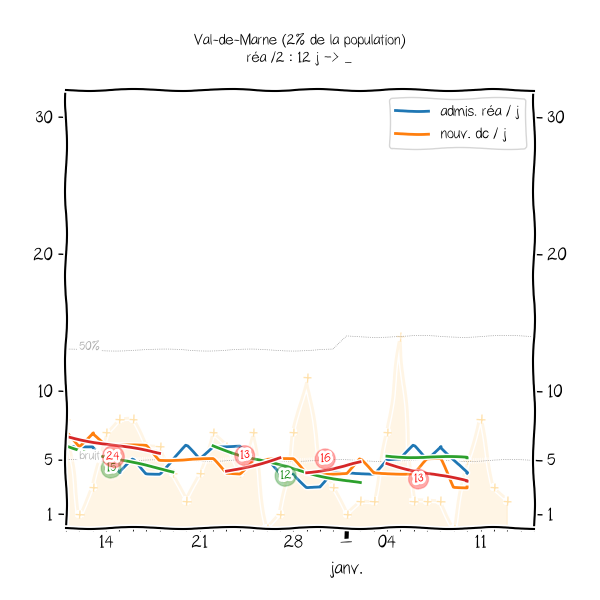 Val-de-Marne (2% de la population)
réa /2 : 12 j -> _
admis. réa / j
nouv. dc / j
30 30
20 20
50%
10 10
5 bruit 24 13 16 5
15 12 13
1 1
14 21 28 _ 04 11
janv.